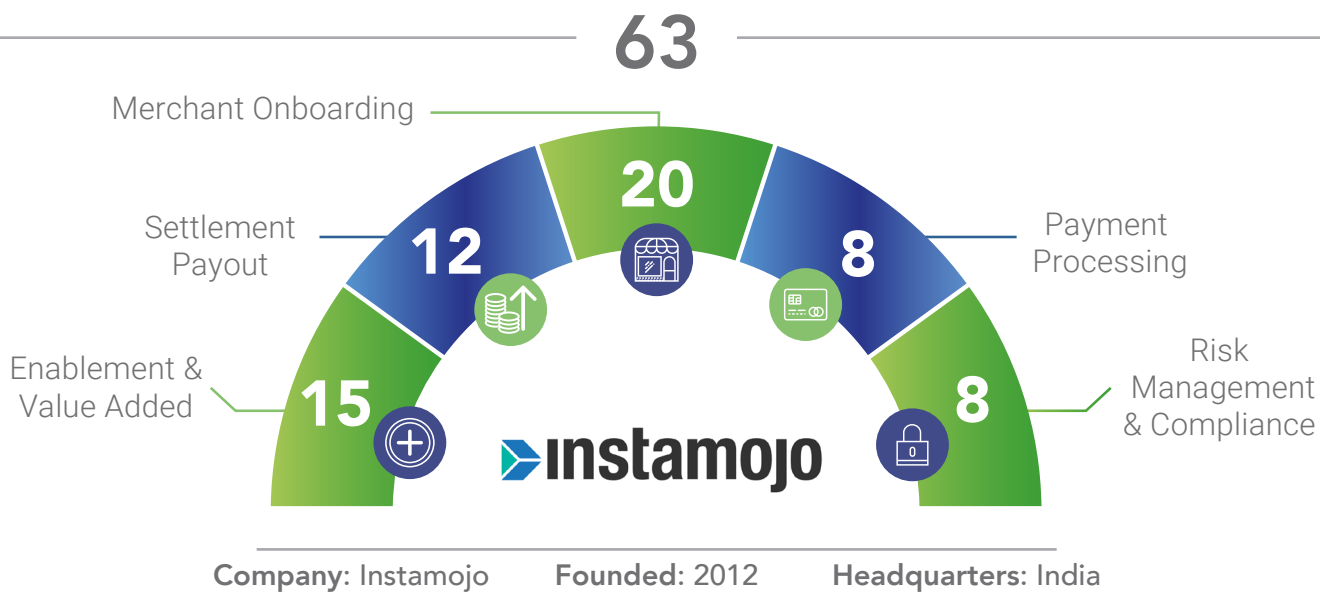 63
Merchant Onboarding
20
Settlement
Payout
12
8
Payment
Processing
Enablement &
Value Added
15
8
Risk
Management
& Compliance
instamojo
Company: Instamojo Founded: 2012 Headquarters: India